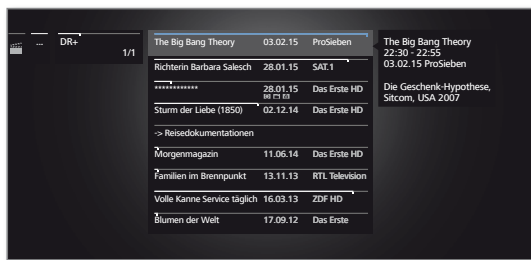 ... DR+
1/1
The Big Bang Theory 03.02.15 ProSieben
Richterin Barbara Salesch 28.01.15 SAT.1
************ 28.01.15 Das Erste HD
Sturm der Liebe (1850) 02.12.14 Das Erste HD
-> Reisedokumentationen
Morgenmagazin 11.06.14 Das Erste HD
Familien im Brennpunkt 13.11.13 RTL Television
Volle Kanne Service täglich 16.03.13 ZDF HD
Blumen der Welt 17.09.12 Das Erste
The Big Bang Theory
22:30 - 22:55
03.02.15 ProSieben
Die Geschenk-Hypothese,
Sitcom, USA 2007